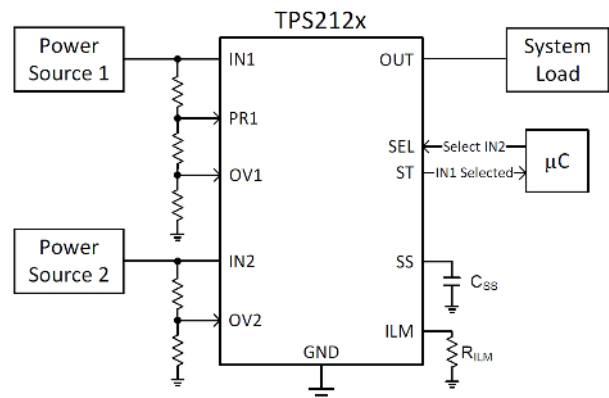 TPS212x
Power
Source 1
IN1
OUT
System
Load
PR1
SEL
Select IN2
μC
OV1
ST
IN1 Selected
Power
Source 2
IN2
SS
CSS
OV2
ILM
RILM
GND